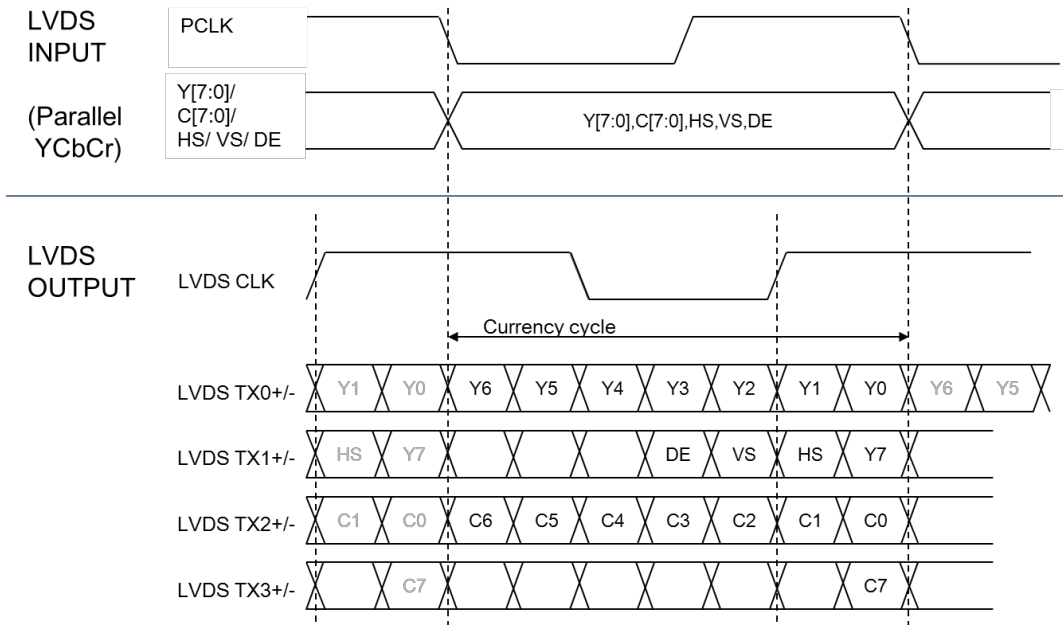 LVDS
INPUT
PCLK
(Parallel
YCbCr)
Y[7:0]/
C[7:0]/
HS/ VS/ DE
Y[7:0],C[7:0],HS,VS,DE
LVDS
OUTPUT
LVDS CLK
Currency cycle
LVDS TX0+/- Y1 Y0 Y6 Y5 Y4 Y3 Y2 Y1 Y0 Y6 Y5
LVDS TX1+/- HS Y7 DE VS HS Y7
LVDS TX2+/- C1 C0 C6 C5 C4 C3 C2 C1 C0
LVDS TX3+/- C7 C7